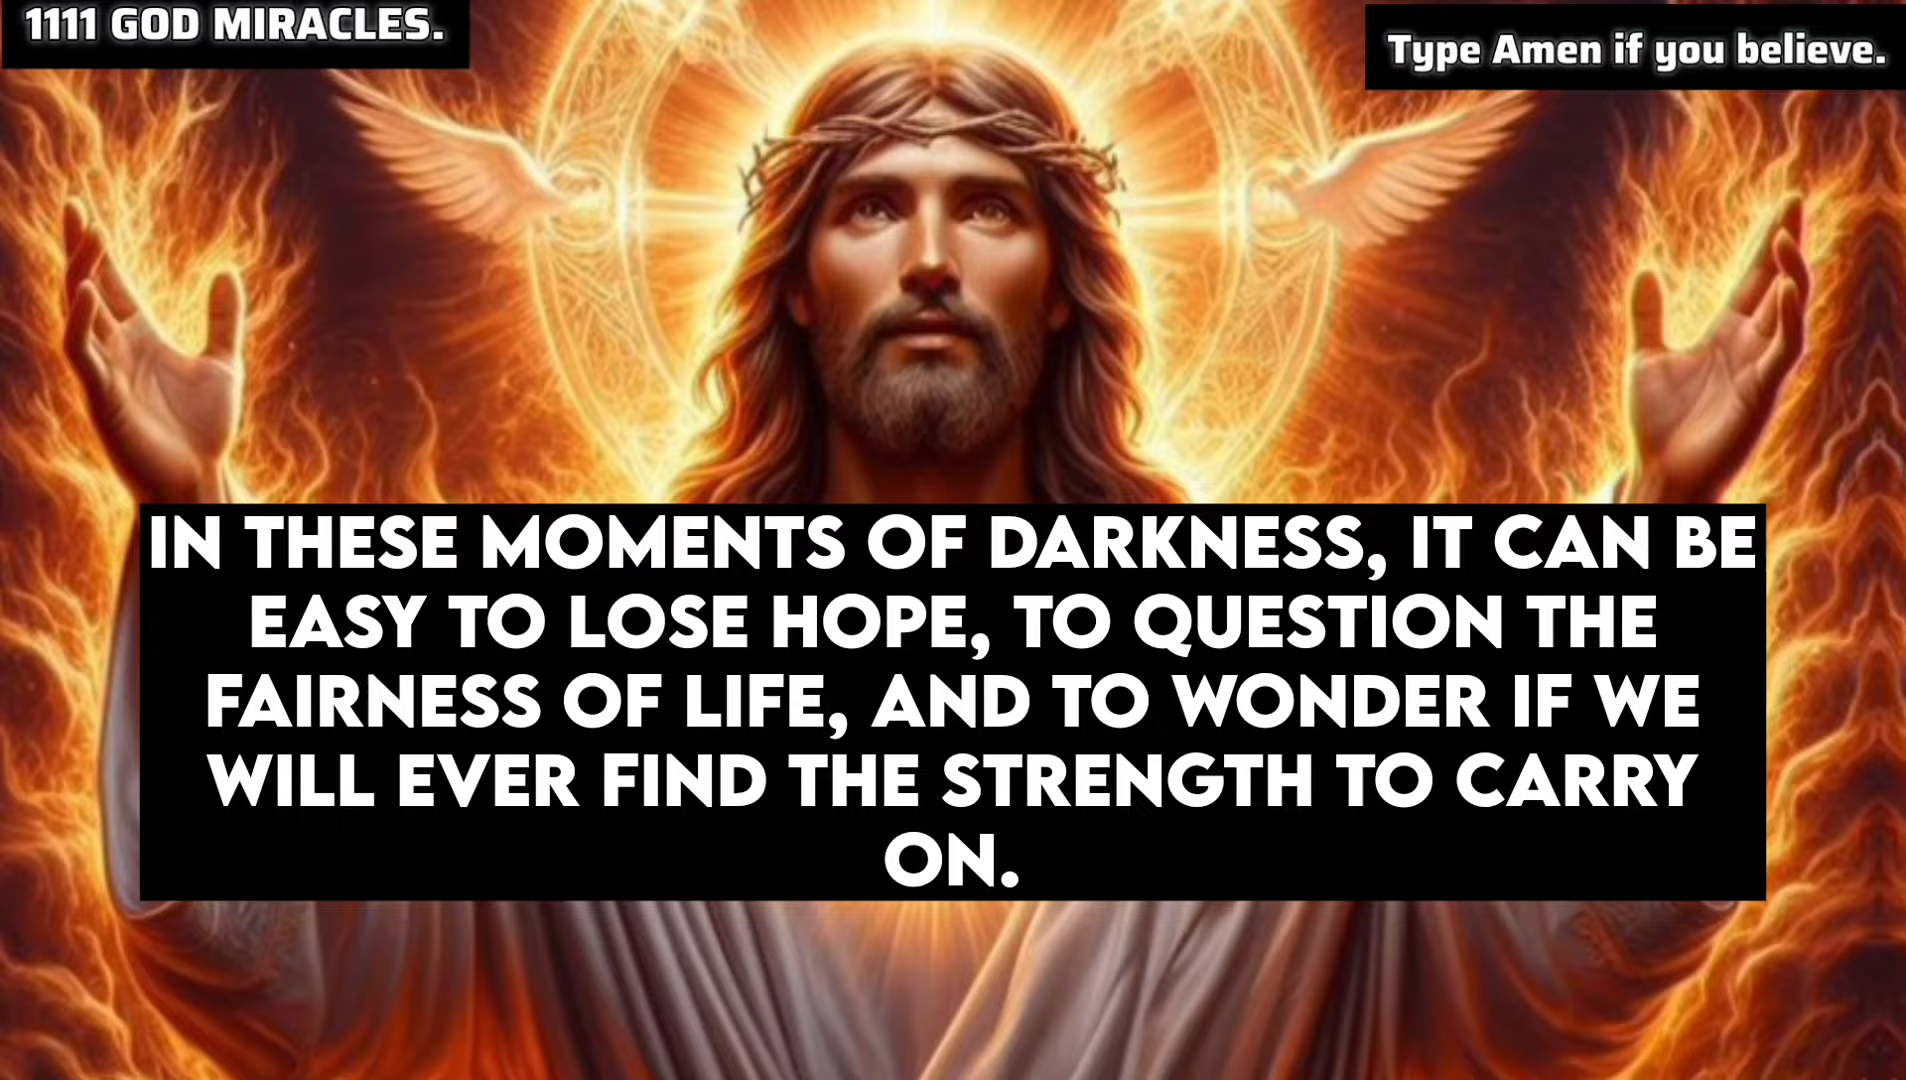 1111 GOD MIRACLES.
Type Amen if you believe.
IN THESE MOMENTS OF DARKNESS, IT CAN BE
EASY TO LOSE HOPE, TO QUESTION THE
FAIRNESS OF LIFE, AND TO WONDER IF WE
WILL EVER FIND THE STRENGTH TO CARRY
ON.